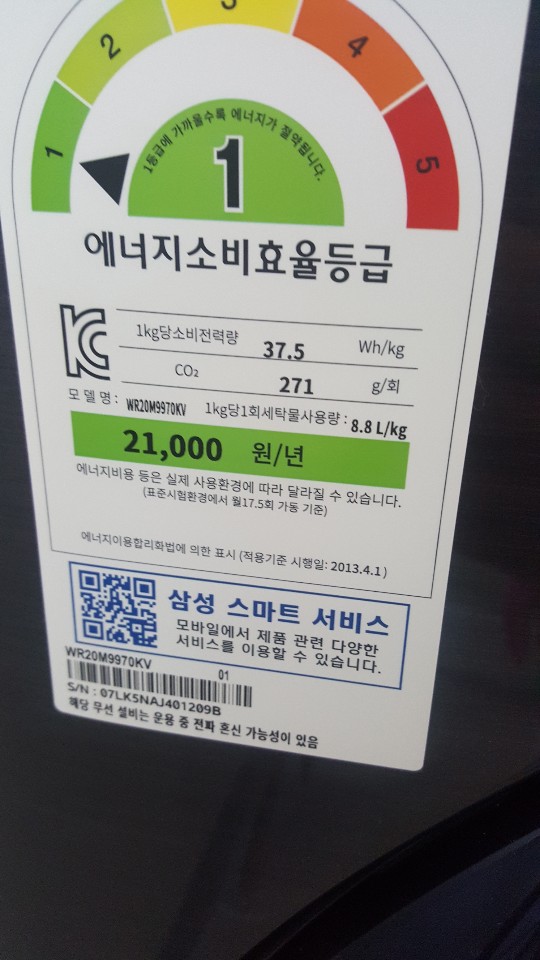 1 2 3 4 5
1등급에 가까울수록 에너지가 절약됩니다.
1
에너지소비효율등급
1kg당소비전력량 37.5 Wh/kg
CO₂ 271 g/회
모델명: WR20M9970KV 1kg당1회세탁물사용량: 8.8 L/kg
21,000 원/년
에너지비용 등은 실제 사용환경에 따라 달라질 수 있습니다.
(표준시험환경에서 월17.5회 가동 기준)
에너지이용합리화법에 의한 표시 (적용기준 시행일: 2013.4.1)
삼성 스마트 서비스
모바일에서 제품 관련 다양한
서비스를 이용할 수 있습니다.
WR20M9970KV 01
S/N : 07LK5NAJ401209B
해당 무선 설비는 운용 중 전파 혼신 가능성이 있음